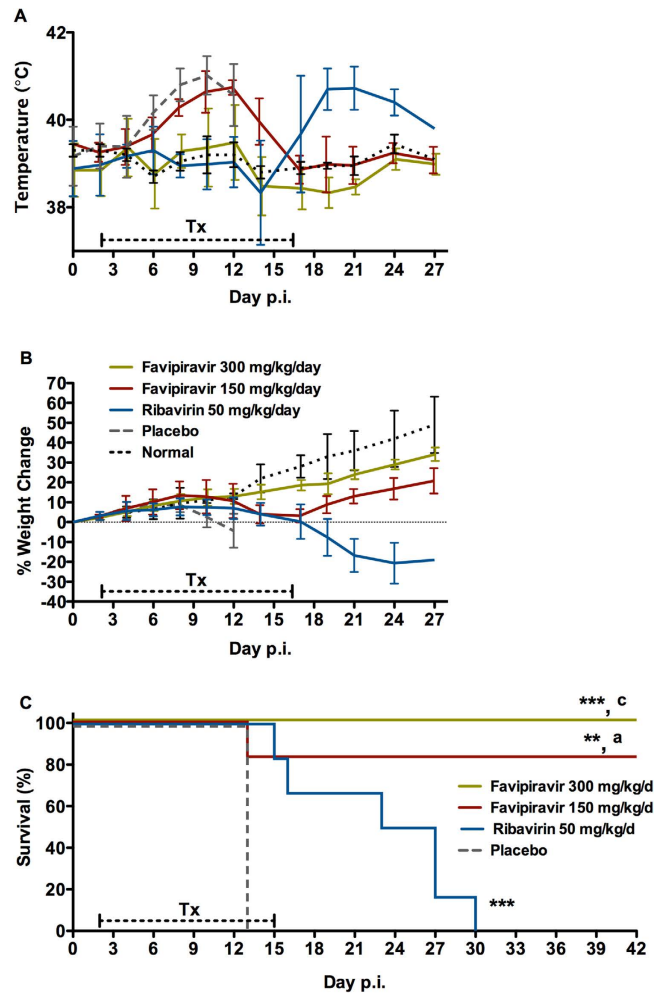 A
42
40
38
Temperature (°C)
Tx
0 3 6 9 12 15 18 21 24 27
Day p.i.
B
Favipiravir 300 mg/kg/day
Favipiravir 150 mg/kg/day
Ribavirin 50 mg/kg/day
Placebo
Normal
70
60
50
40
30
20
10
0
-10
-20
-30
-40
% Weight Change
Tx
0 3 6 9 12 15 18 21 24 27
Day p.i.
C
***, c
**, a
100
80
60
40
20
0
Survival (%)
Favipiravir 300 mg/kg/d
Favipiravir 150 mg/kg/d
Ribavirin 50 mg/kg/d
Placebo
***
Tx
0 3 6 9 12 15 18 21 24 27 30 33 36 39 42
Day p.i.